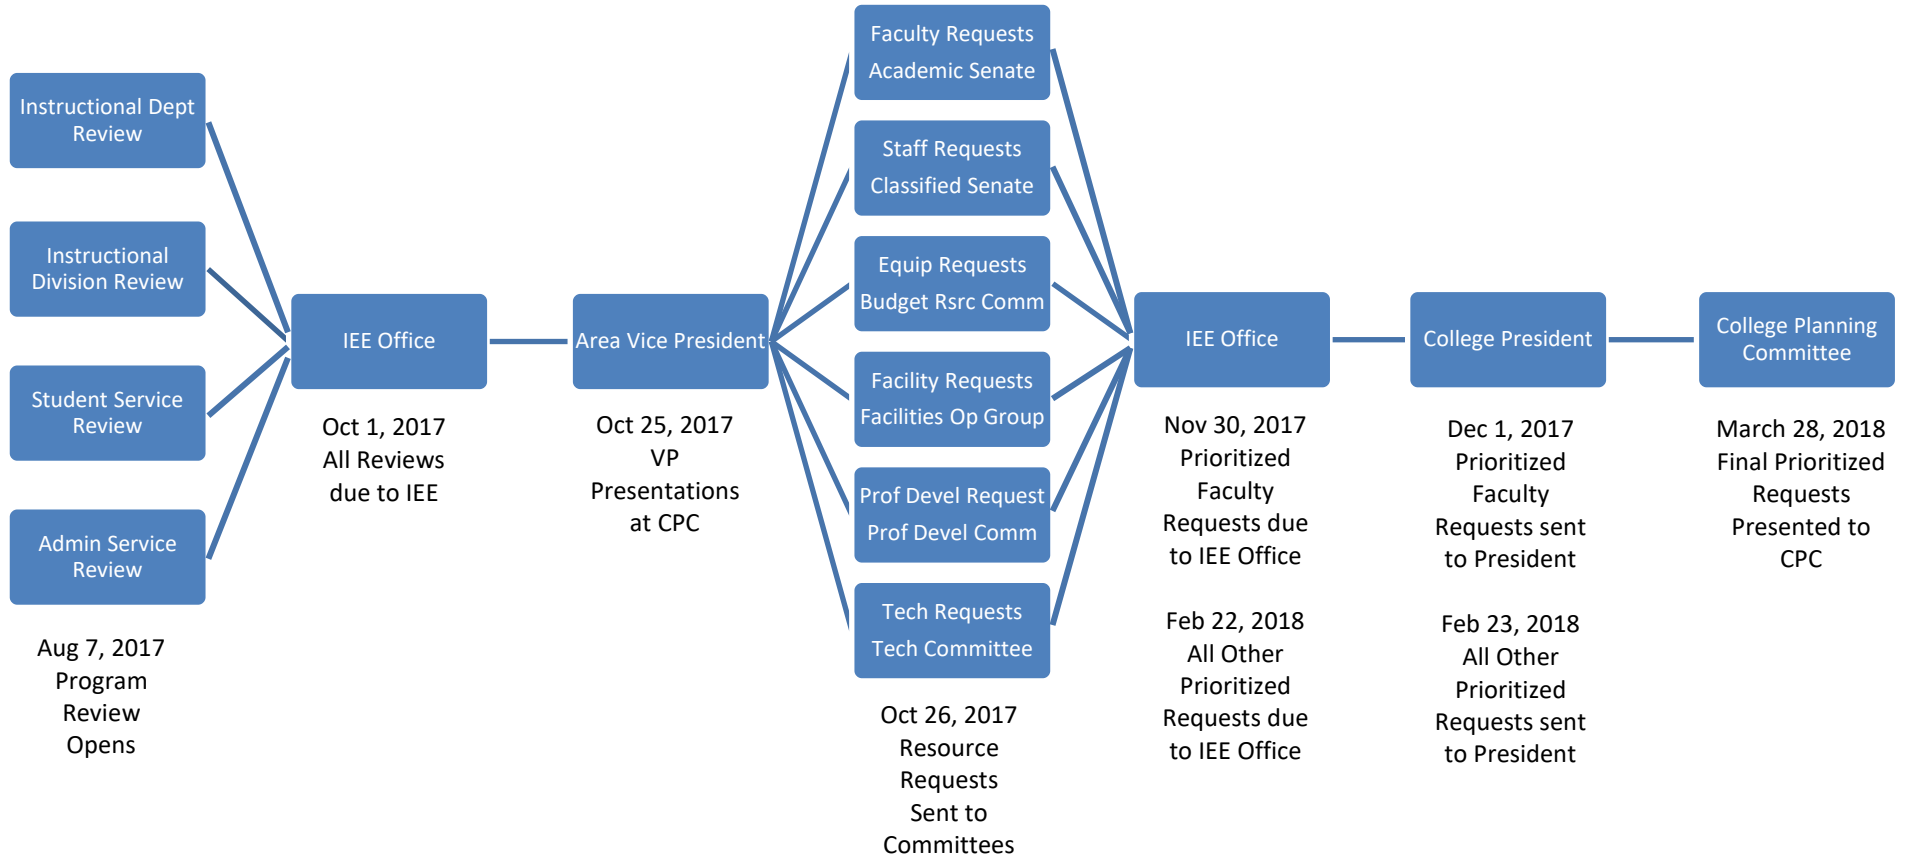 Instructional Dept
Review
Instructional
Division Review
Student Service
Review
Admin Service
Review
Aug 7, 2017
Program
Review
Opens
IEE Office
Oct 1, 2017
All Reviews
due to IEE
Area Vice President
Oct 25, 2017
VP
Presentations
at CPC
Faculty Requests
Academic Senate
Staff Requests
Classified Senate
Equip Requests
Budget Rsrc Comm
Facility Requests
Facilities Op Group
Prof Devel Request
Prof Devel Comm
Tech Requests
Tech Committee
Oct 26, 2017
Resource
Requests
Sent to
Committees
IEE Office
Nov 30, 2017
Prioritized
Faculty
Requests due
to IEE Office
Feb 22, 2018
All Other
Prioritized
Requests due
to IEE Office
College President
Dec 1, 2017
Prioritized
Faculty
Requests sent
to President
Feb 23, 2018
All Other
Prioritized
Requests sent
to President
College Planning
Committee
March 28, 2018
Final Prioritized
Requests
Presented to
CPC